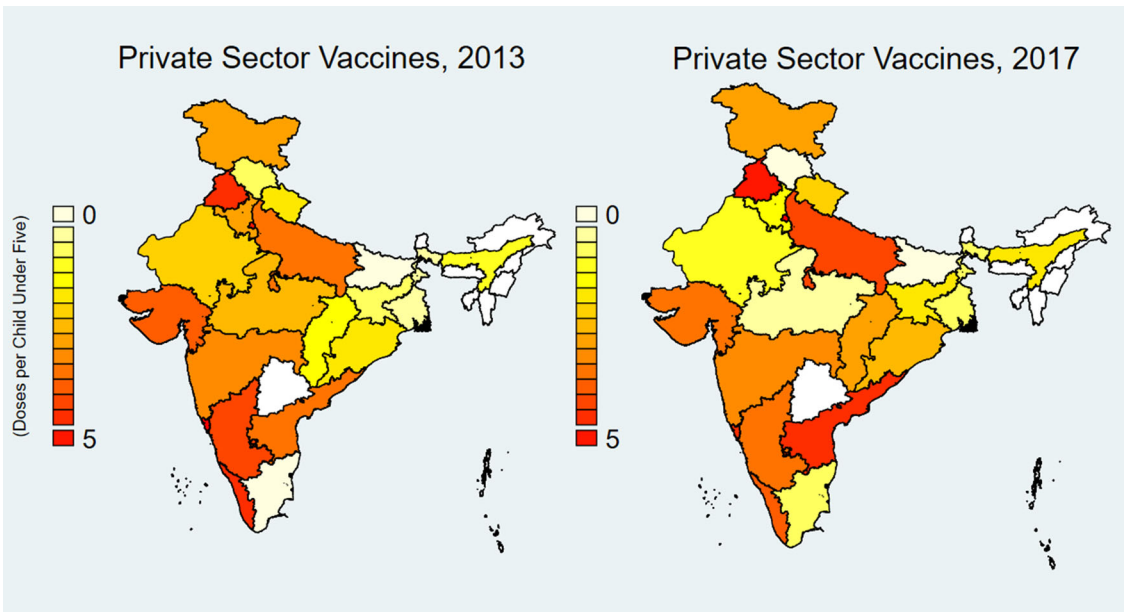 Private Sector Vaccines, 2013
Private Sector Vaccines, 2017
(Doses per Child Under Five)
0
5
0
5